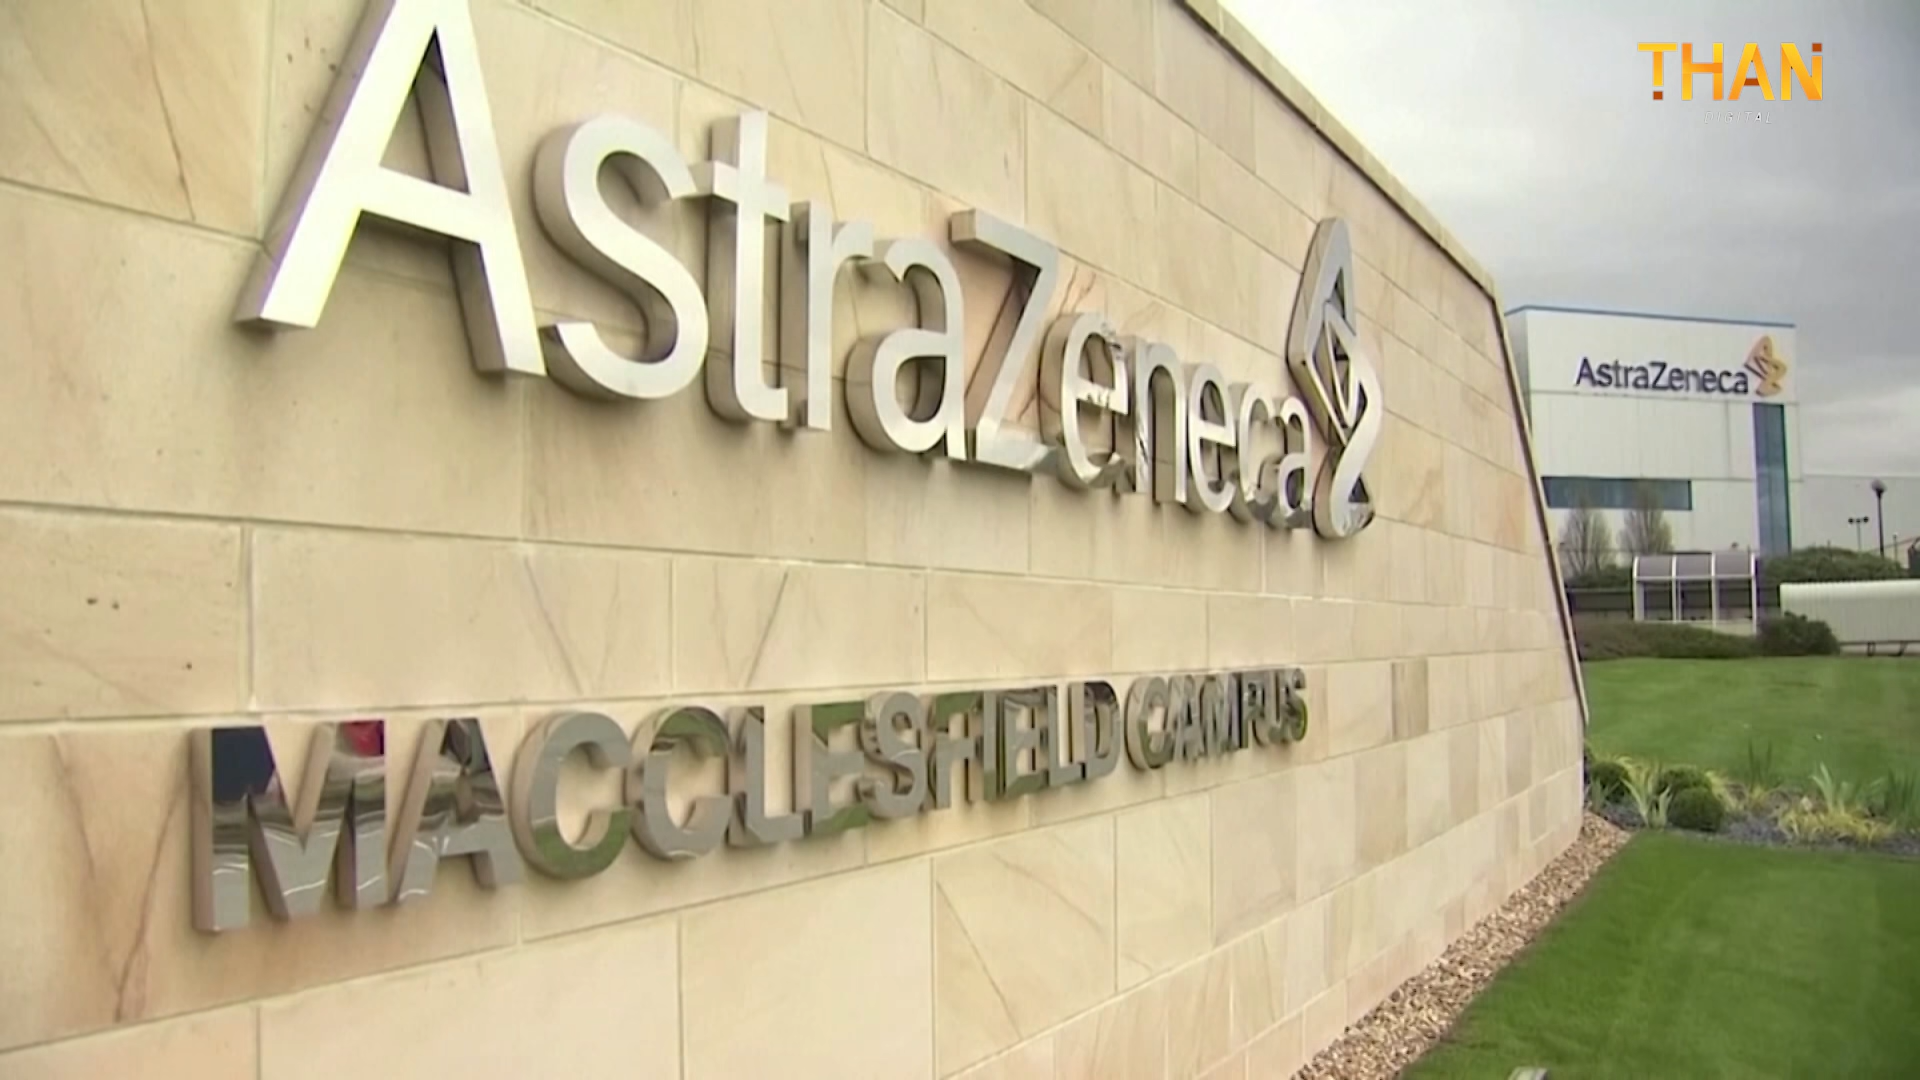 THAN
DIGITAL
AstraZeneca
AstraZeneca
MACCLESFIELD CAMPUS